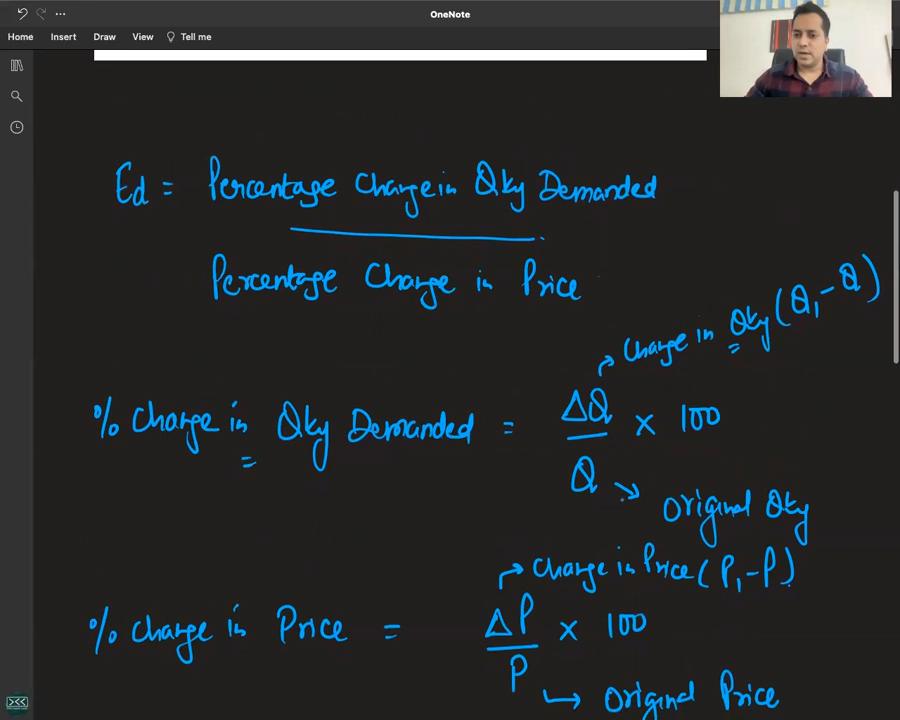 OneNote
Home Insert Draw View Tell me
Ed = Percentage Change in Qty Demanded
Percentage Change in Price
→ Change in Qty (Q₁ - Q)
% Change in Qty Demanded = ΔQ/Q × 100
→ Original Qty
→ Change in Price (P₁ - P)
% Change in Price = ΔP/P × 100
→ Original Price